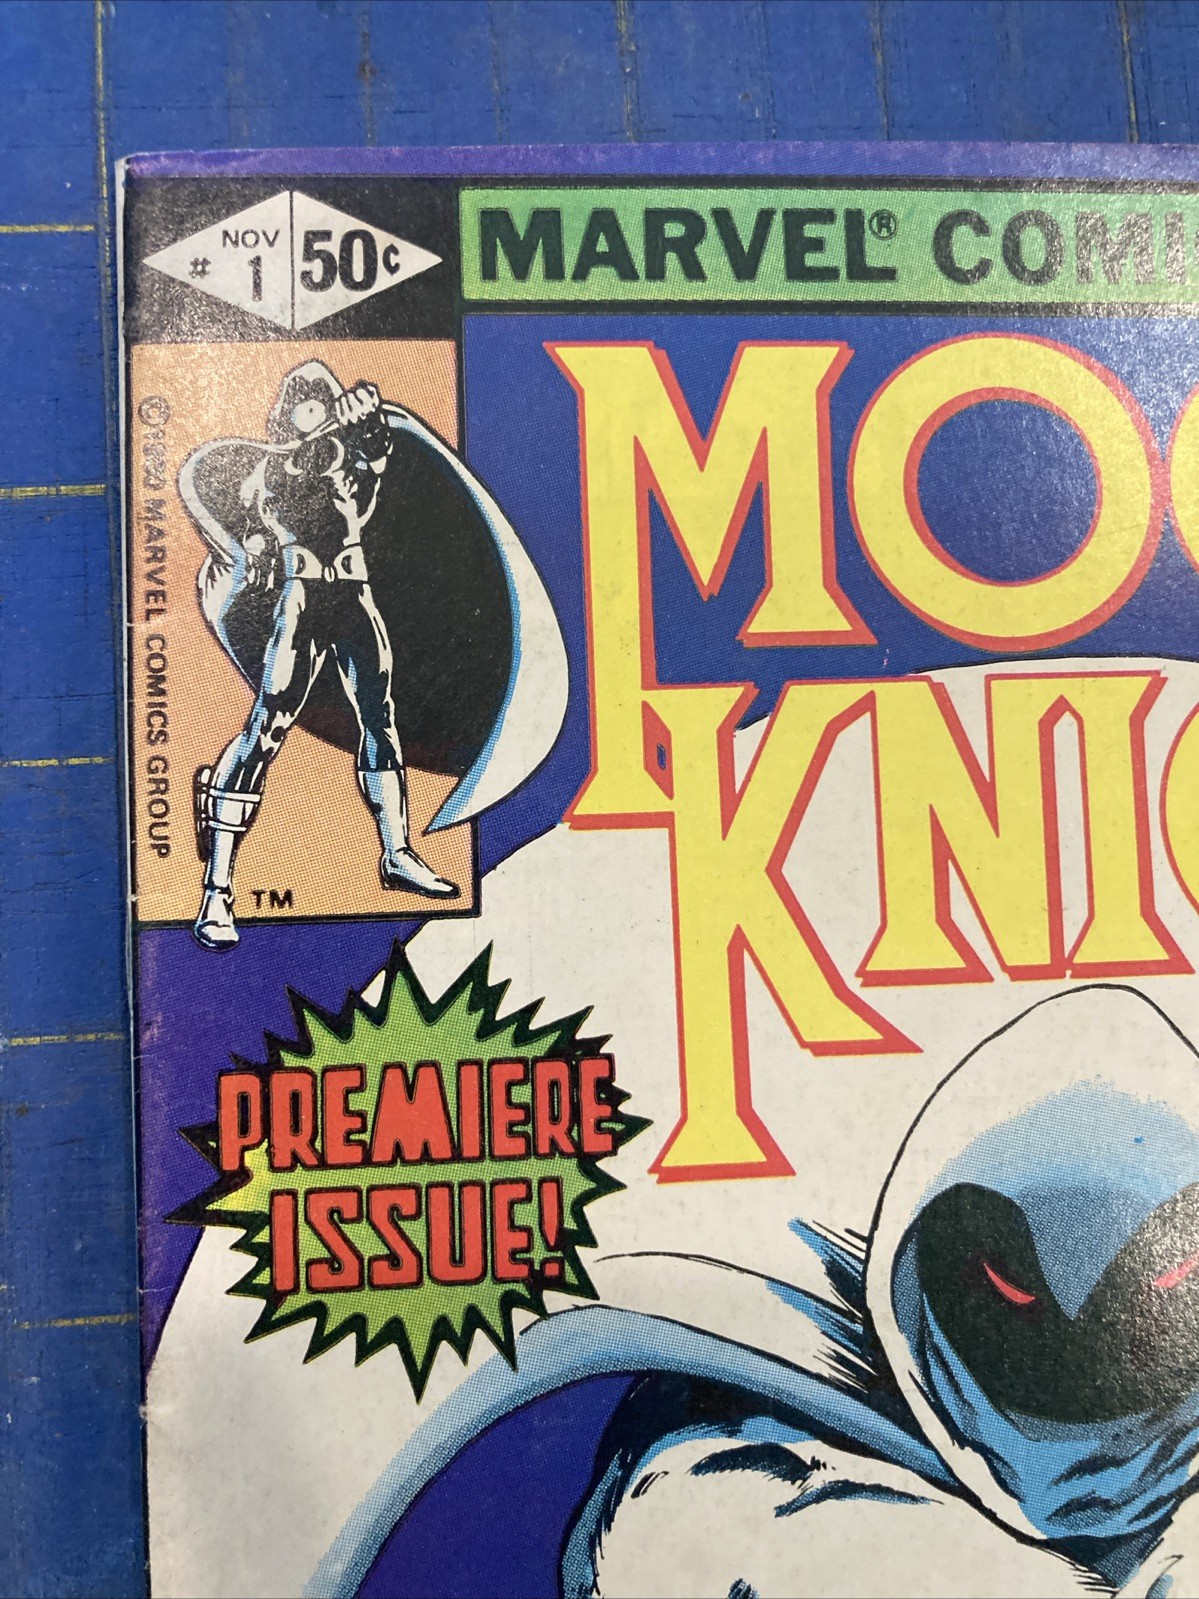 NOV
# 1
50¢
MARVEL® COMI
© 1980 MARVEL COMICS GROUP
MOO
KNIG
TM
PREMIERE
ISSUE!